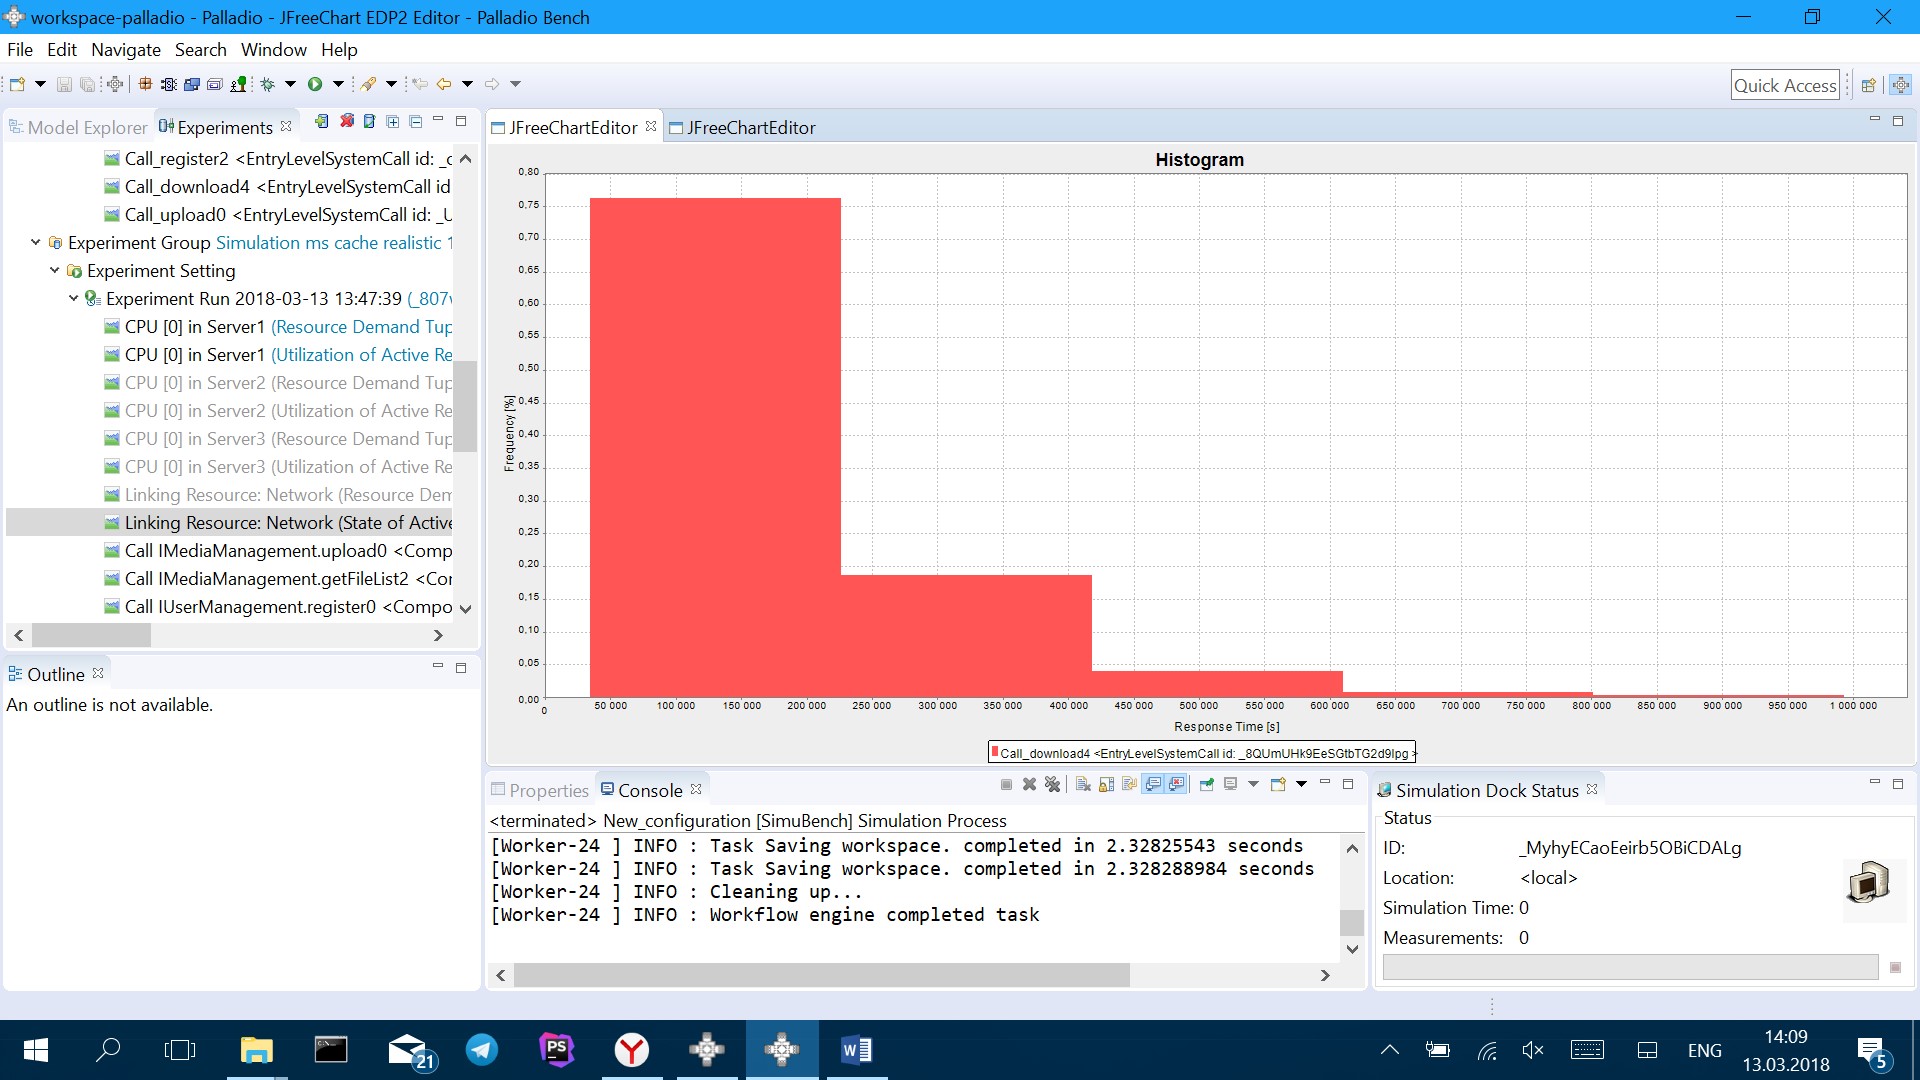 workspace-palladio - Palladio - JFreeChart EDP2 Editor - Palladio Bench
File Edit Navigate Search Window Help
Quick Access
Model Explorer Experiments
Call_register2 <EntryLevelSystemCall id: _c
Call_download4 <EntryLevelSystemCall id
Call_upload0 <EntryLevelSystemCall id: _U
Experiment Group Simulation ms cache realistic 1
Experiment Setting
Experiment Run 2018-03-13 13:47:39 (_807v
CPU [0] in Server1 (Resource Demand Tup
CPU [0] in Server1 (Utilization of Active Re
CPU [0] in Server2 (Resource Demand Tup
CPU [0] in Server2 (Utilization of Active Re
CPU [0] in Server3 (Resource Demand Tup
CPU [0] in Server3 (Utilization of Active Re
Linking Resource: Network (Resource Den
Linking Resource: Network (State of Active
Call IMediaManagement.upload0 <Comp
Call IMediaManagement.getFileList2 <Cor
Call IUserManagement.register0 <Compo
Outline
An outline is not available.
JFreeChartEditor JFreeChartEditor
Histogram
0,80
0,75
0,70
0,65
0,60
0,55
0,50
0,45
0,40
0,35
0,30
0,25
0,20
0,15
0,10
0,05
0,00
Frequency [%]
0 50 000 100 000 150 000 200 000 250 000 300 000 350 000 400 000 450 000 500 000 550 000 600 000 650 000 700 000 750 000 800 000 850 000 900 000 950 000 1 000 000
Response Time [s]
Call_download4 <EntryLevelSystemCall id: _8QUmUHk9EeSGtbTG2d9Ipg >
Properties Console
<terminated> New_configuration [SimuBench] Simulation Process
[Worker-24 ] INFO : Task Saving workspace. completed in 2.32825543 seconds
[Worker-24 ] INFO : Task Saving workspace. completed in 2.328288984 seconds
[Worker-24 ] INFO : Cleaning up...
[Worker-24 ] INFO : Workflow engine completed task
Simulation Dock Status
Status
ID: _MyhyECaoEeirb5OBiCDALg
Location: <local>
Simulation Time: 0
Measurements: 0
21
PS
ENG
14:09
13.03.2018
5